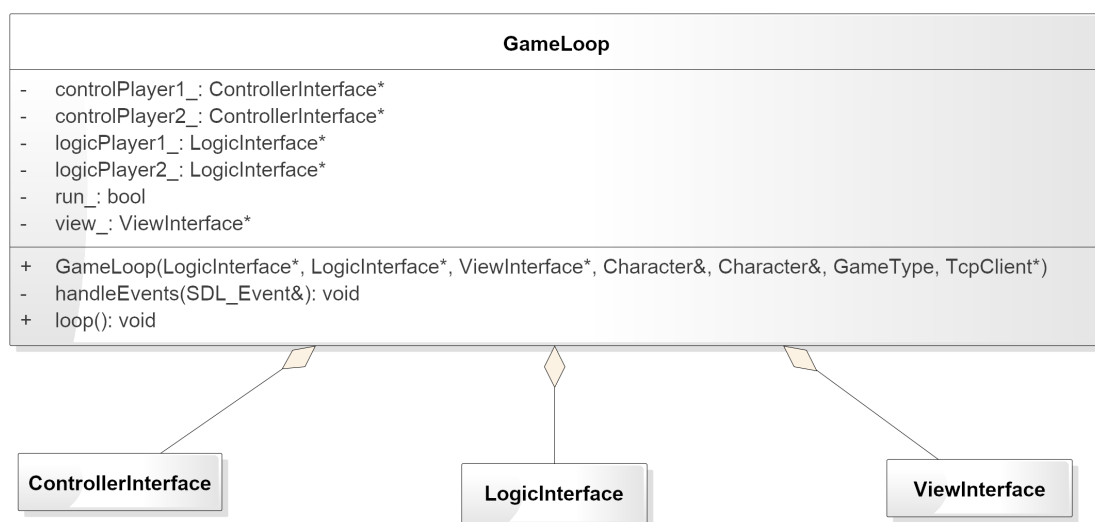 GameLoop
- controlPlayer1_: ControllerInterface*
- controlPlayer2_: ControllerInterface*
- logicPlayer1_: LogicInterface*
- logicPlayer2_: LogicInterface*
- run_: bool
- view_: ViewInterface*
+ GameLoop(LogicInterface*, LogicInterface*, ViewInterface*, Character&, Character&, GameType, TcpClient*)
- handleEvents(SDL_Event&): void
+ loop(): void
ControllerInterface
LogicInterface
ViewInterface